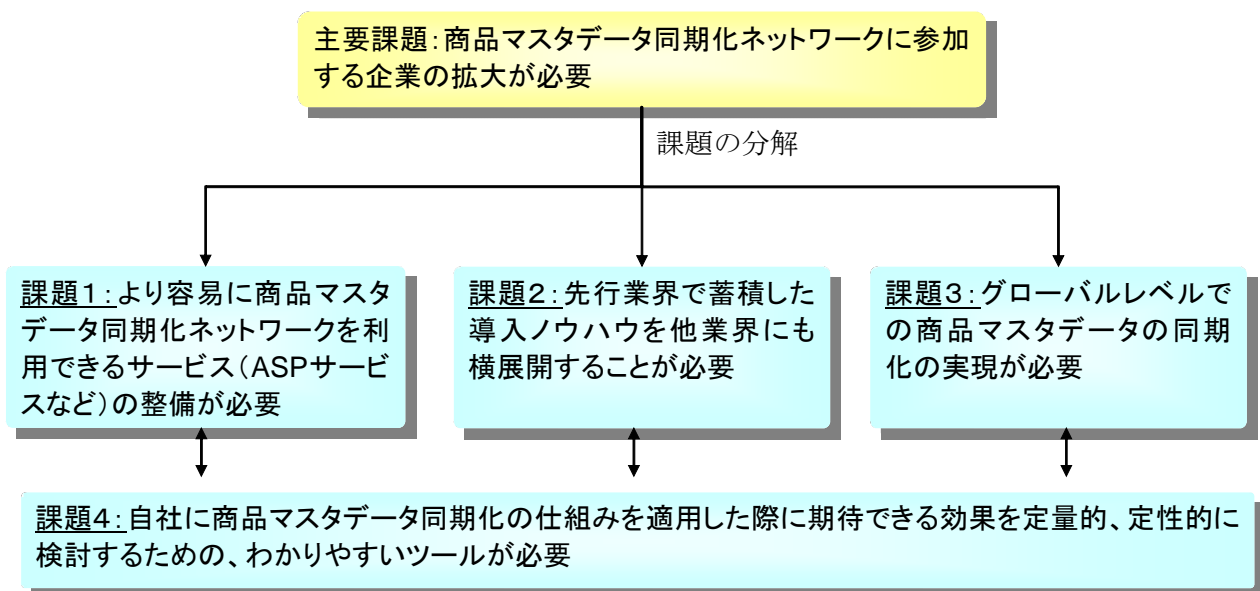 主要課題：商品マスタデータ同期化ネットワークに参加
する企業の拡大が必要
課題の分解
課題１：より容易に商品マスタ
データ同期化ネットワークを利
用できるサービス（ASPサービ
スなど）の整備が必要
課題２：先行業界で蓄積した
導入ノウハウを他業界にも
横展開することが必要
課題３：グローバルレベルで
の商品マスタデータの同期
化の実現が必要
課題４：自社に商品マスタデータ同期化の仕組みを適用した際に期待できる効果を定量的、定性的に
検討するための、わかりやすいツールが必要